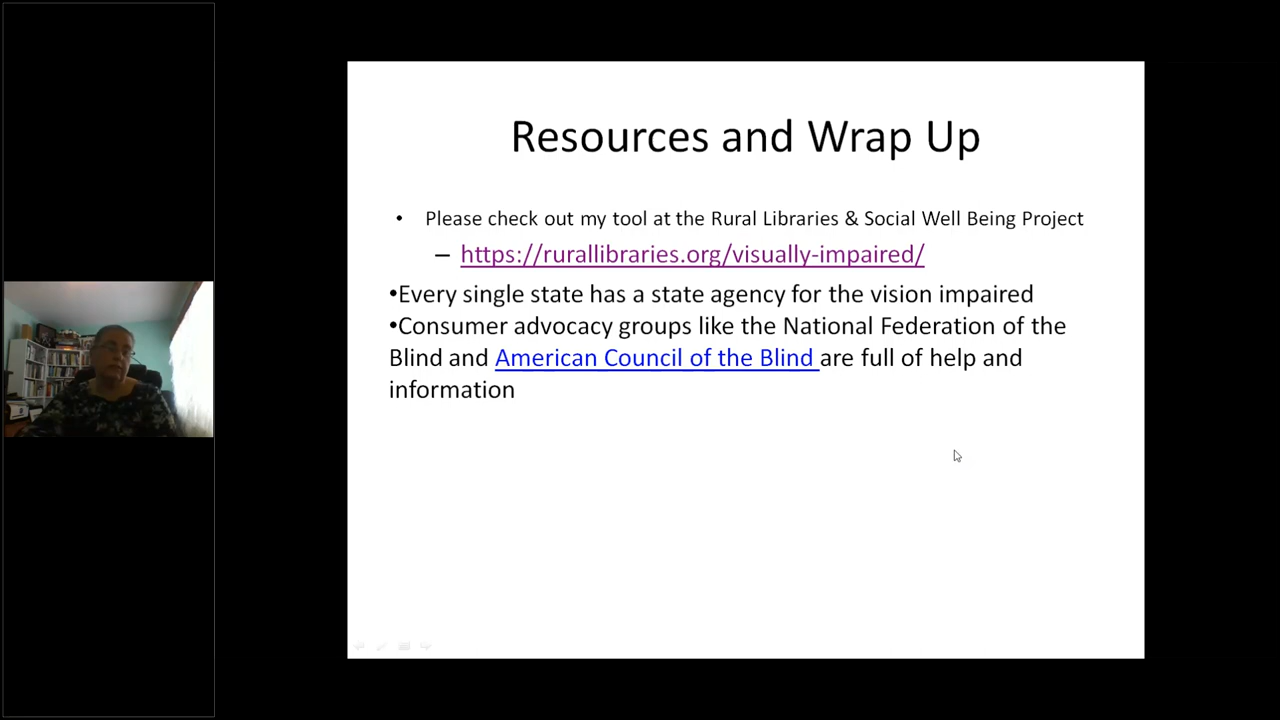 Resources and Wrap Up
• Please check out my tool at the Rural Libraries & Social Well Being Project
– https://rurallibraries.org/visually-impaired/
•Every single state has a state agency for the vision impaired
•Consumer advocacy groups like the National Federation of the
Blind and American Council of the Blind are full of help and
information